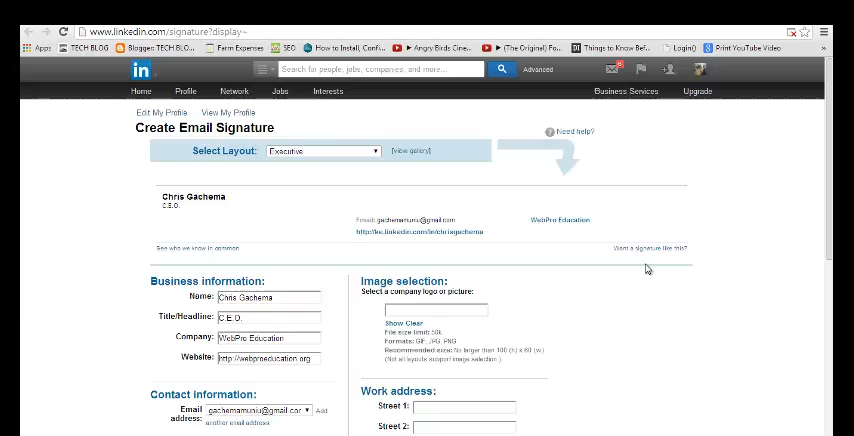 www.linkedin.com/signature?display~
Apps TECH BLOG Blogger: TECH BLO... Farm Expenses SEO How to Install, Confi... Angry Birds Cine... (The Original) Fo... Things to Know Bef... Login() Print YouTube Video »
in Search for people, jobs, companies, and more... Advanced 6
Home Profile Network Jobs Interests Business Services Upgrade
Edit My Profile View My Profile
Create Email Signature
? Need help?
Select Layout: Executive [view gallery]
Chris Gachema
C.E.O.
Email: gachemamuniu@gmail.com WebPro Education
http://ke.linkedin.com/in/chrisgachema
See who we know in common Want a signature like this?
Business information: Image selection:
Select a company logo or picture:
Name: Chris Gachema
Title/Headline: C.E.O.
Show Clear
File size limit: 50k
Company: WebPro Education
Formats: GIF, JPG, PNG
Recommended size: No larger than 100 (h) x 60 (w)
Website: http://webproeducation.org
(Not all layouts support image selection.)
Contact information: Work address:
Email address: gachemamuniu@gmail.cor Add another email address
Street 1:
Street 2: